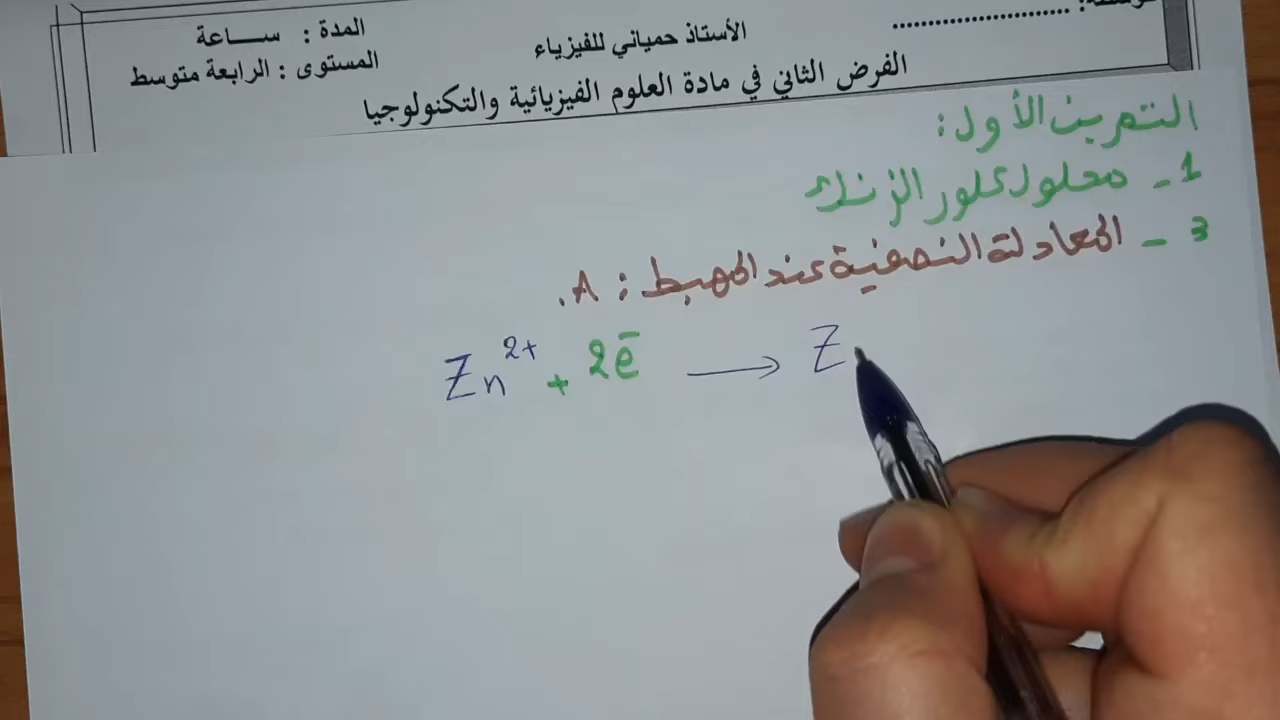 المدة : ساعة
المستوى : الرابعة متوسط
الأستاذ حمياني للفيزياء
........................
الفرض الثاني في مادة العلوم الفيزيائية والتكنولوجيا
التمرين الأول :
1 - محلول كلور الزنك
3 - المعادلة النصفية عند المهبط : A.
Zn²⁺ + 2e⁻ → Z